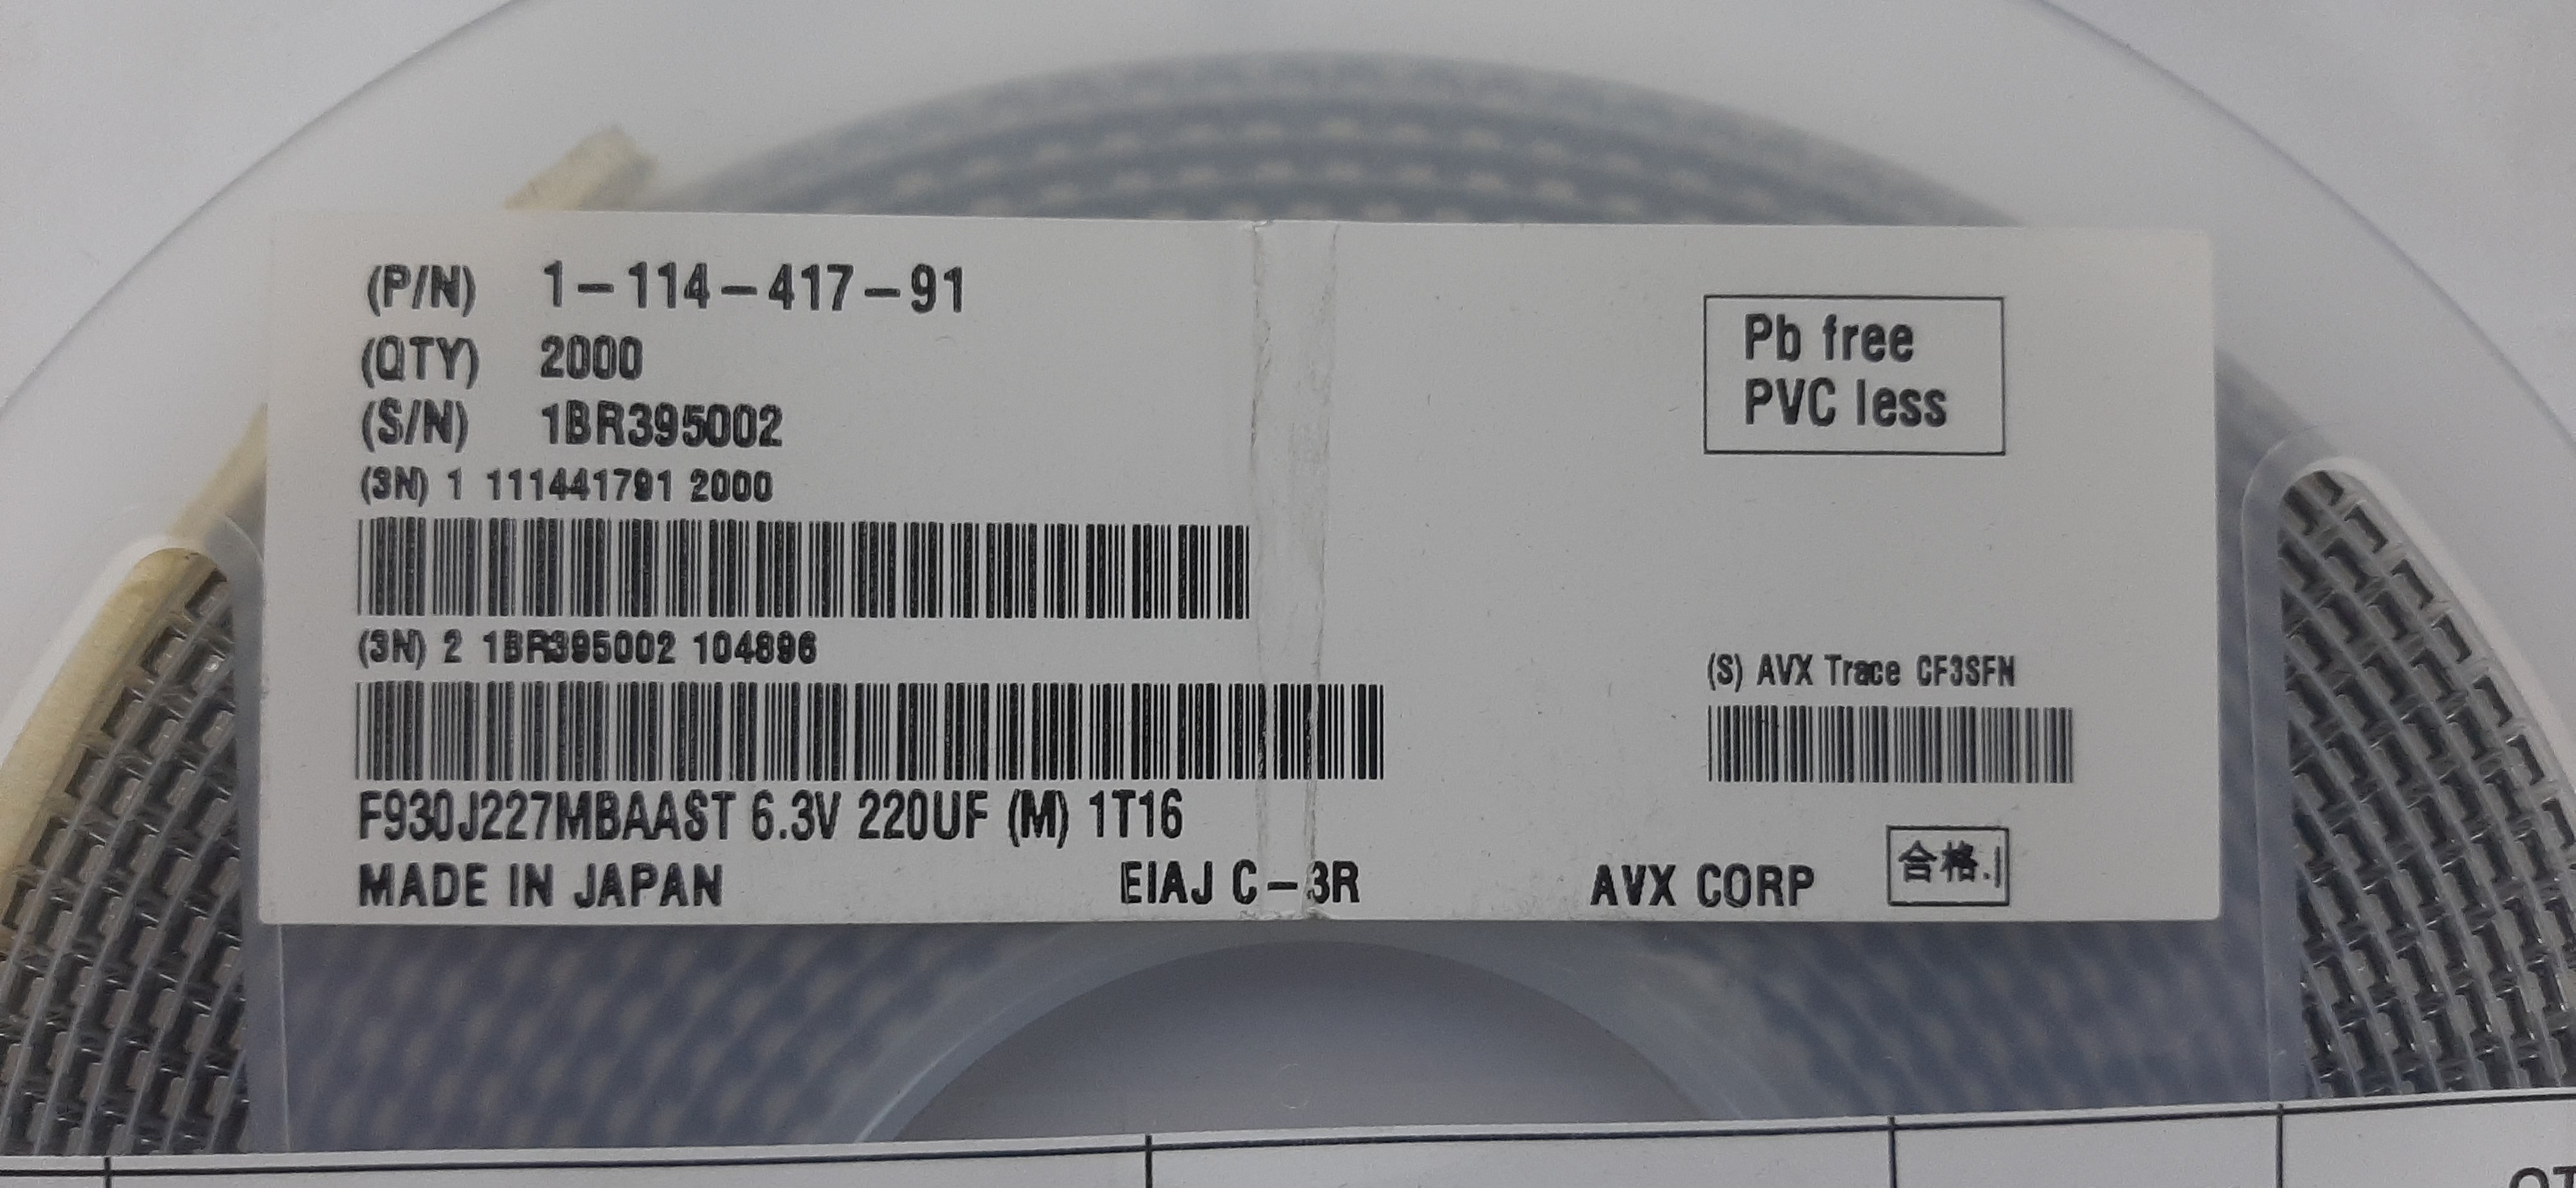 (P/N) 1-114-417-91
(QTY) 2000
(S/N) 1BR395002
(3N) 1 111441791 2000
(3N) 2 1BR395002 104896
F930J227MBAAST 6.3V 220UF (M) 1T16
MADE IN JAPAN EIAJ C-3R AVX CORP
Pb free
PVC less
(S) AVX Trace CF3SFN
合格.